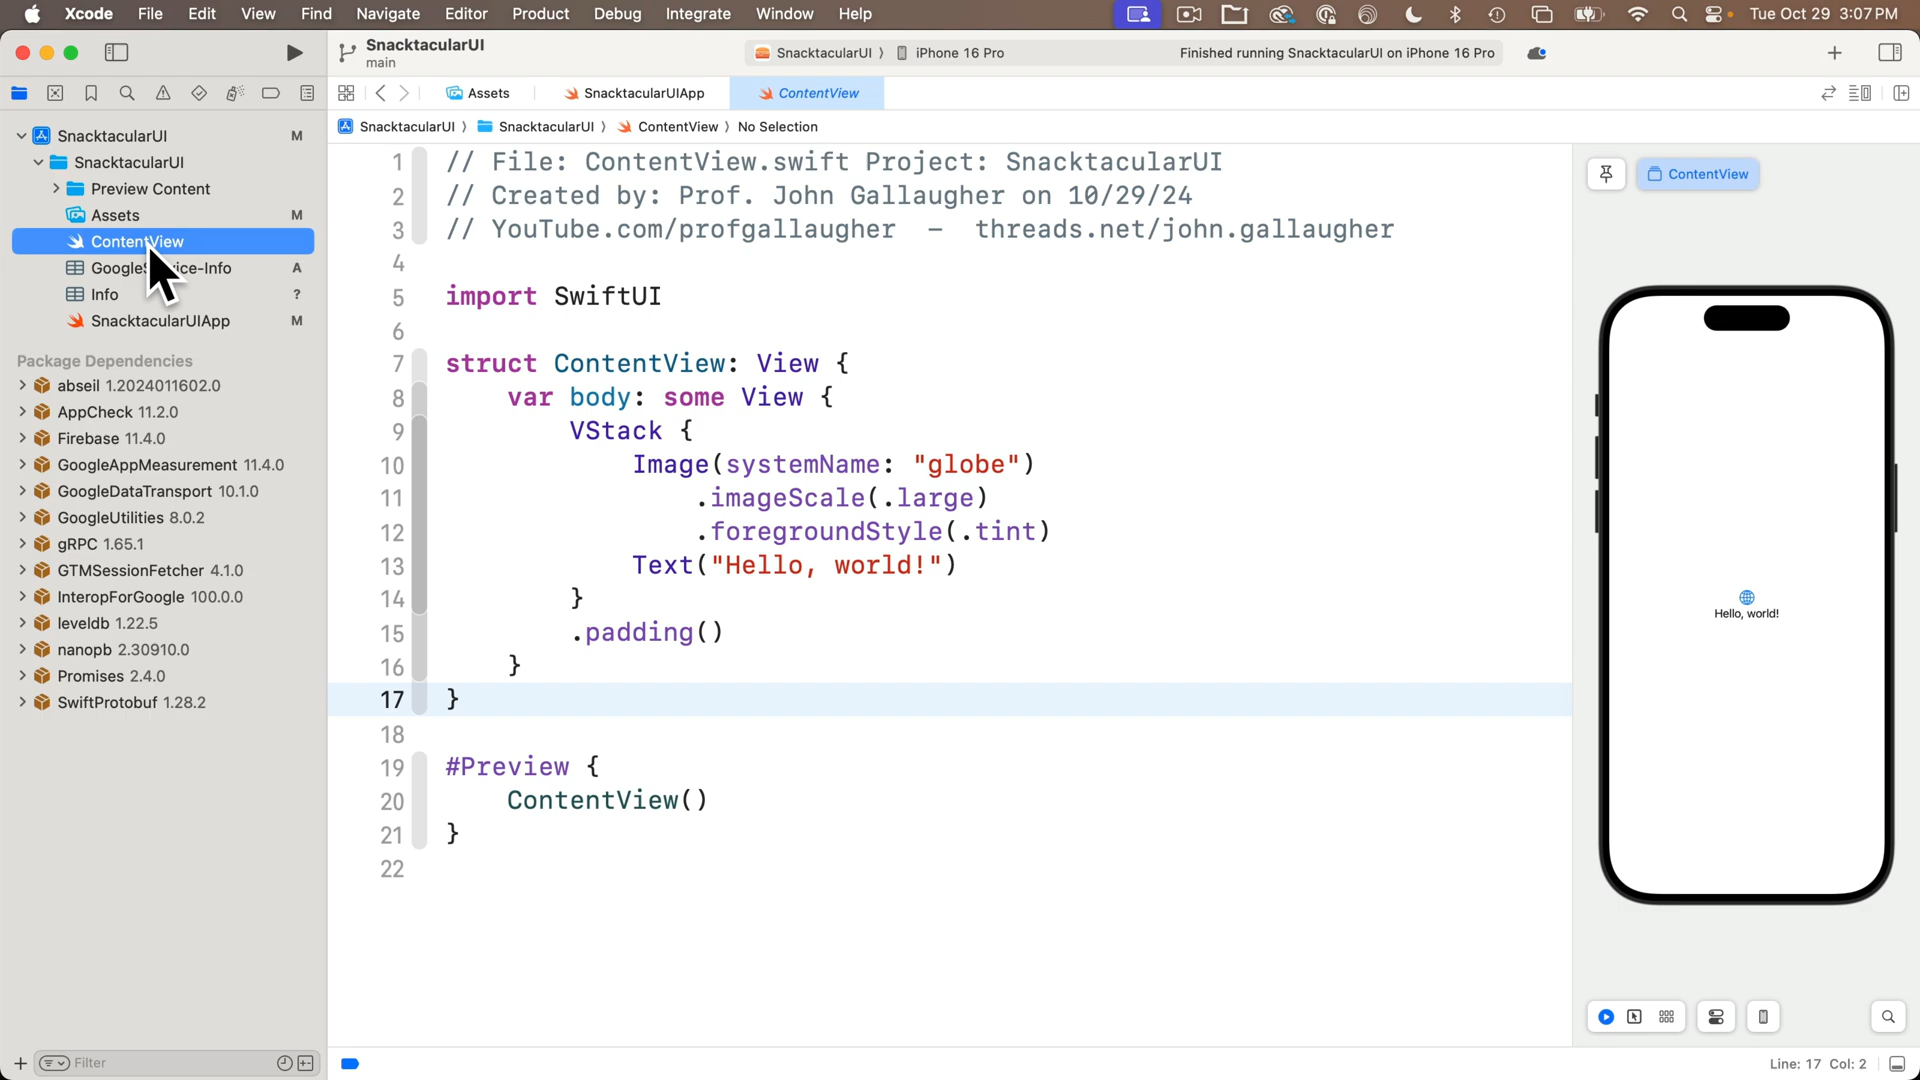 Xcode File Edit View Find Navigate Editor Product Debug Integrate Window Help Tue Oct 29 3:07 PM
SnacktacularUI
main
SnacktacularUI iPhone 16 Pro Finished running SnacktacularUI on iPhone 16 Pro
Assets SnacktacularUIApp ContentView
SnacktacularUI SnacktacularUI ContentView No Selection
SnacktacularUI M
SnacktacularUI
Preview Content
Assets M
ContentView
A
Info ?
SnacktacularUIApp M
Package Dependencies
abseil 1.2024011602.0
AppCheck 11.2.0
Firebase 11.4.0
GoogleAppMeasurement 11.4.0
GoogleDataTransport 10.1.0
GoogleUtilities 8.0.2
gRPC 1.65.1
GTMSessionFetcher 4.1.0
InteropForGoogle 100.0.0
leveldb 1.22.5
nanopb 2.30910.0
Promises 2.4.0
SwiftProtobuf 1.28.2
Filter
1 // File: ContentView.swift Project: SnacktacularUI
2 // Created by: Prof. John Gallaugher on 10/29/24
3 // YouTube.com/profgallaugher – threads.net/john.gallaugher
4
5 import SwiftUI
6
7 struct ContentView: View {
8 var body: some View {
9 VStack {
10 Image(systemName: "globe")
11 .imageScale(.large)
12 .foregroundStyle(.tint)
13 Text("Hello, world!")
14 }
15 .padding()
16 }
17 }
18
19 #Preview {
20 ContentView()
21 }
22
ContentView
Hello, world!
Line: 17 Col: 2